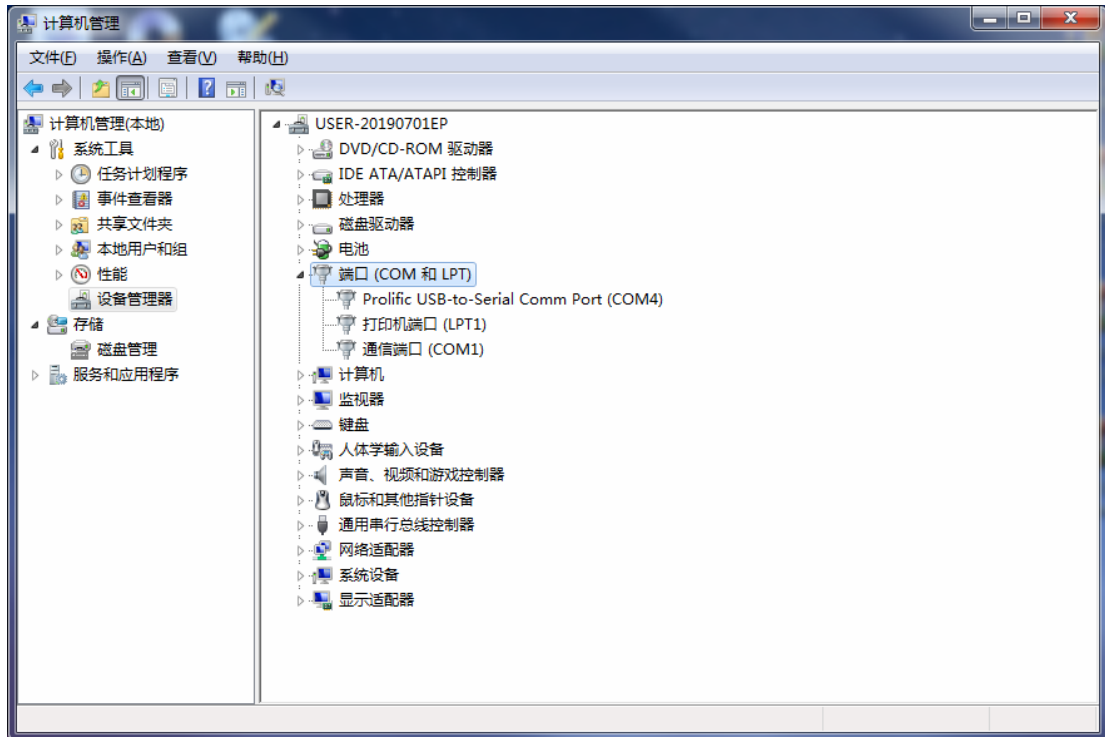 计算机管理
文件(F) 操作(A) 查看(V) 帮助(H)
计算机管理(本地)
系统工具
任务计划程序
事件查看器
共享文件夹
本地用户和组
性能
设备管理器
存储
磁盘管理
服务和应用程序
USER-20190701EP
DVD/CD-ROM 驱动器
IDE ATA/ATAPI 控制器
处理器
磁盘驱动器
电池
端口 (COM 和 LPT)
Prolific USB-to-Serial Comm Port (COM4)
打印机端口 (LPT1)
通信端口 (COM1)
计算机
监视器
键盘
人体学输入设备
声音、视频和游戏控制器
鼠标和其他指针设备
通用串行总线控制器
网络适配器
系统设备
显示适配器